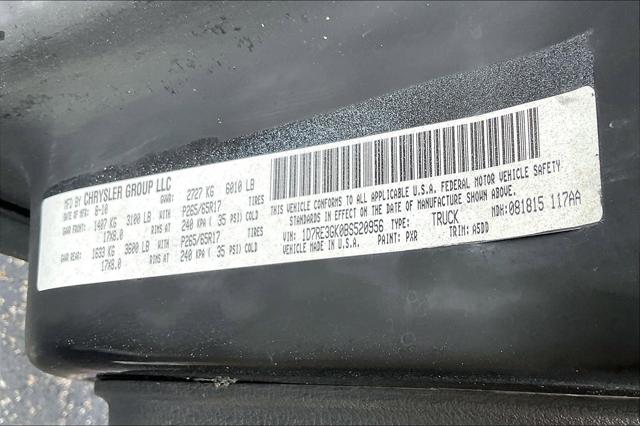 MFD BY CHRYSLER GROUP LLC
DATE OF MFR: 8-10 GVWR: 2727 KG 6010 LB
GAWR FRONT: 1407 KG 3100 LB P265/65R17 TIRES
17X8.0 RIMS AT 240 KPA ( 35 PSI) COLD
GAWR REAR: 1633 KG 3600 LB P265/65R17 TIRES
17X8.0 RIMS AT 240 KPA ( 35 PSI) COLD
THIS VEHICLE CONFORMS TO ALL APPLICABLE U.S.A. FEDERAL MOTOR VEHICLE SAFETY
STANDARDS IN EFFECT ON THE DATE OF MANUFACTURE SHOWN ABOVE.
VIN: 1D7RE3GK0BS520956 TYPE: TRUCK MDH: 081815 117AA
VEHICLE MADE IN U.S.A. PAINT: PXR TRIM: A5DD